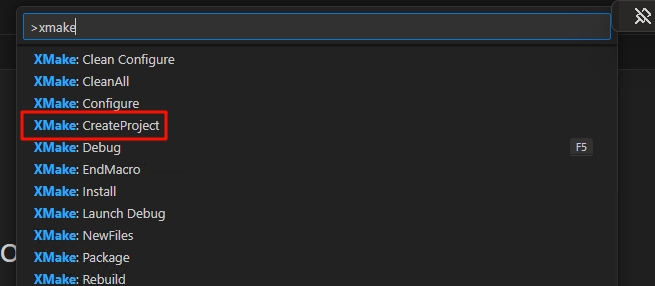 >xmake
XMake: Clean Configure
XMake: CleanAll
XMake: Configure
XMake: CreateProject
XMake: Debug F5
XMake: EndMacro
XMake: Install
XMake: Launch Debug
XMake: NewFiles
XMake: Package
XMake: Rebuild